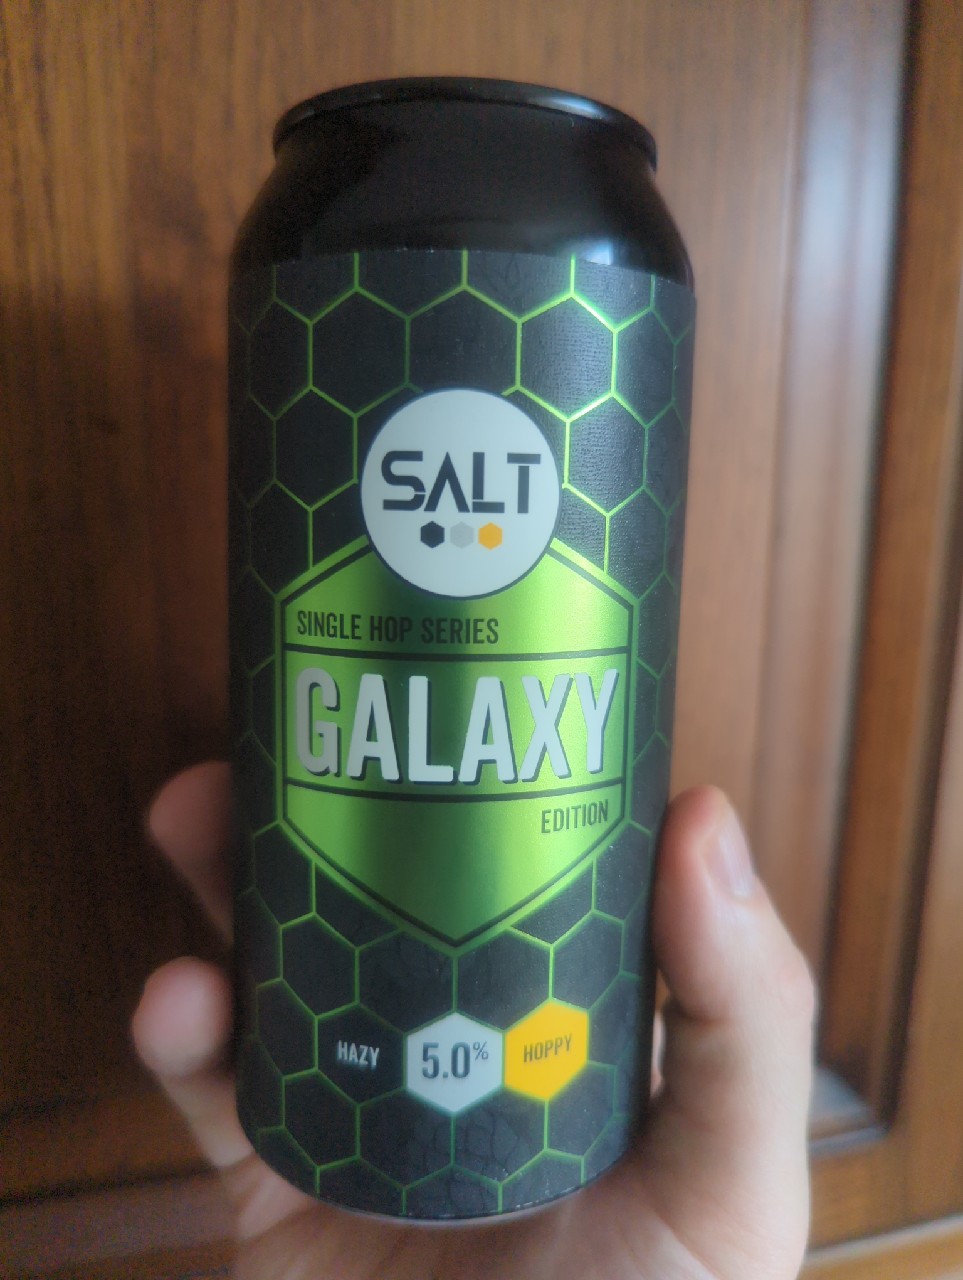 SALT
SINGLE HOP SERIES
GALAXY
EDITION
HAZY
5.0%
HOPPY